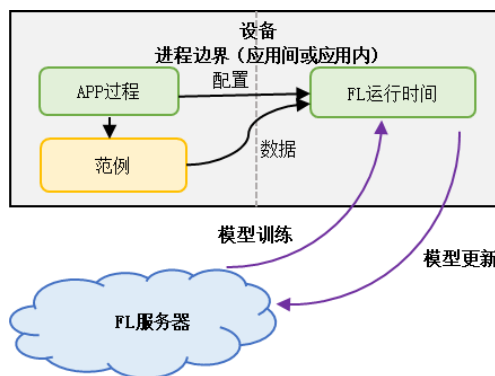 设备
进程边界（应用间或应用内）
配置
APP过程
FL运行时间
范例
数据
模型训练
模型更新
FL服务器